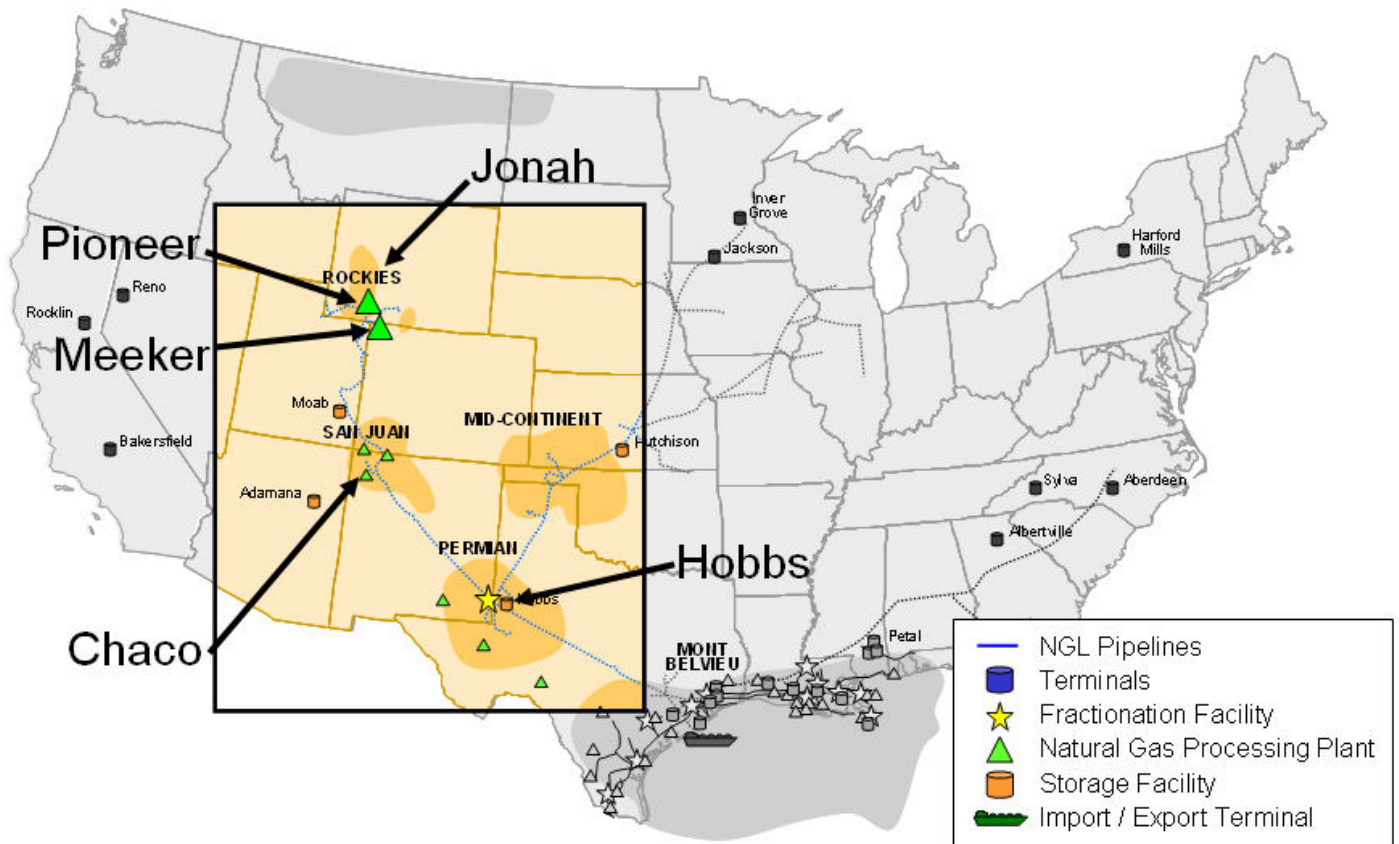 Jonah
Inver
Grove
Jackson
Harford
Mills
Pioneer
ROCKIES
Reno
Rocklin
Meeker
Moab
MID-CONTINENT
SAN JUAN
Hutchison
Bakersfield
Adamana
Sylva
Aberdeen
Albertville
PERMIAN
Hobbs
Chaco
Petal
MONT
BELVIEU
NGL Pipelines
Terminals
Fractionation Facility
Natural Gas Processing Plant
Storage Facility
Import / Export Terminal